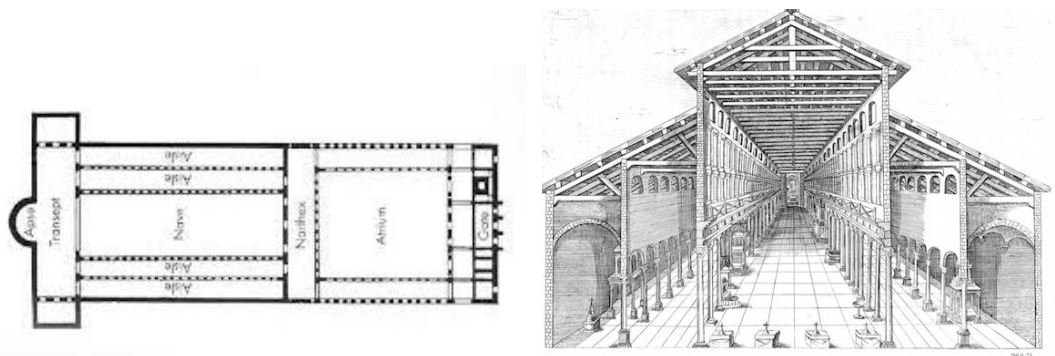 Aisle
Aisle
Apse
Transept
Nave
Narthex
Atrium
Gate
Aisle
Aisle